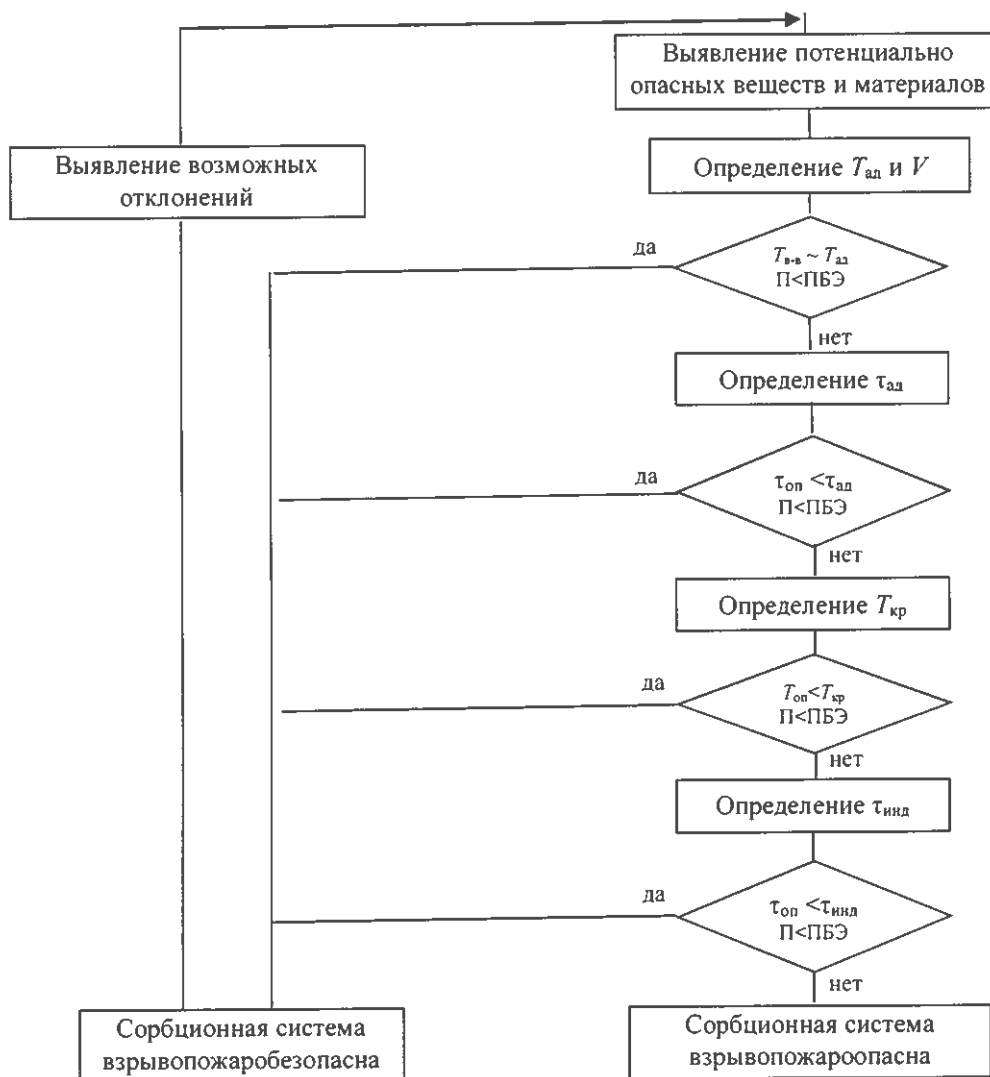 Выявление потенциально
опасных веществ и материалов
Выявление возможных
отклонений
Определение Tад и V
да
Tв-в ~ Tад
П<ПБЭ
нет
Определение τад
да
τоп <τад
П<ПБЭ
нет
Определение Tкр
да
Tоп<Tкр
П<ПБЭ
нет
Определение τинд
да
τоп <τинд
П<ПБЭ
нет
Сорбционная система
взрывопожаробезопасна
Сорбционная система
взрывопожароопасна